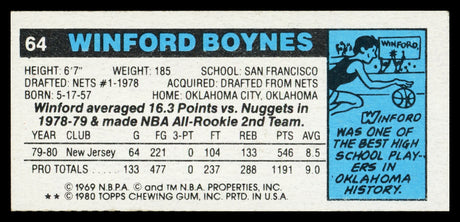 64 WINFORD BOYNES
HEIGHT: 6'7" WEIGHT: 185 SCHOOL: SAN FRANCISCO
DRAFTED: NETS #1-1978 ACQUIRED: DRAFTED FROM NETS
BORN: 5-17-57 HOME: OKLAHOMA CITY, OKLAHOMA
Winford averaged 16.3 Points vs. Nuggets in
1978-79 & made NBA All-Rookie 2nd Team.
YEAR CLUB G FG 3-PT FT REB PTS AVG
79-80 New Jersey 64 221 0 104 133 546 8.5
PRO TOTALS 133 477 0 237 288 1191 9.0
© 1969 N.B.P.A. © and ™ N.B.A. PROPERTIES, INC.
** © 1980 TOPPS CHEWING GUM, INC. PRTD. IN U.S.A.
WINFORD
WINFORD
WAS ONE OF
THE BEST HIGH
SCHOOL PLAY-
ERS IN
OKLAHOMA
HISTORY.